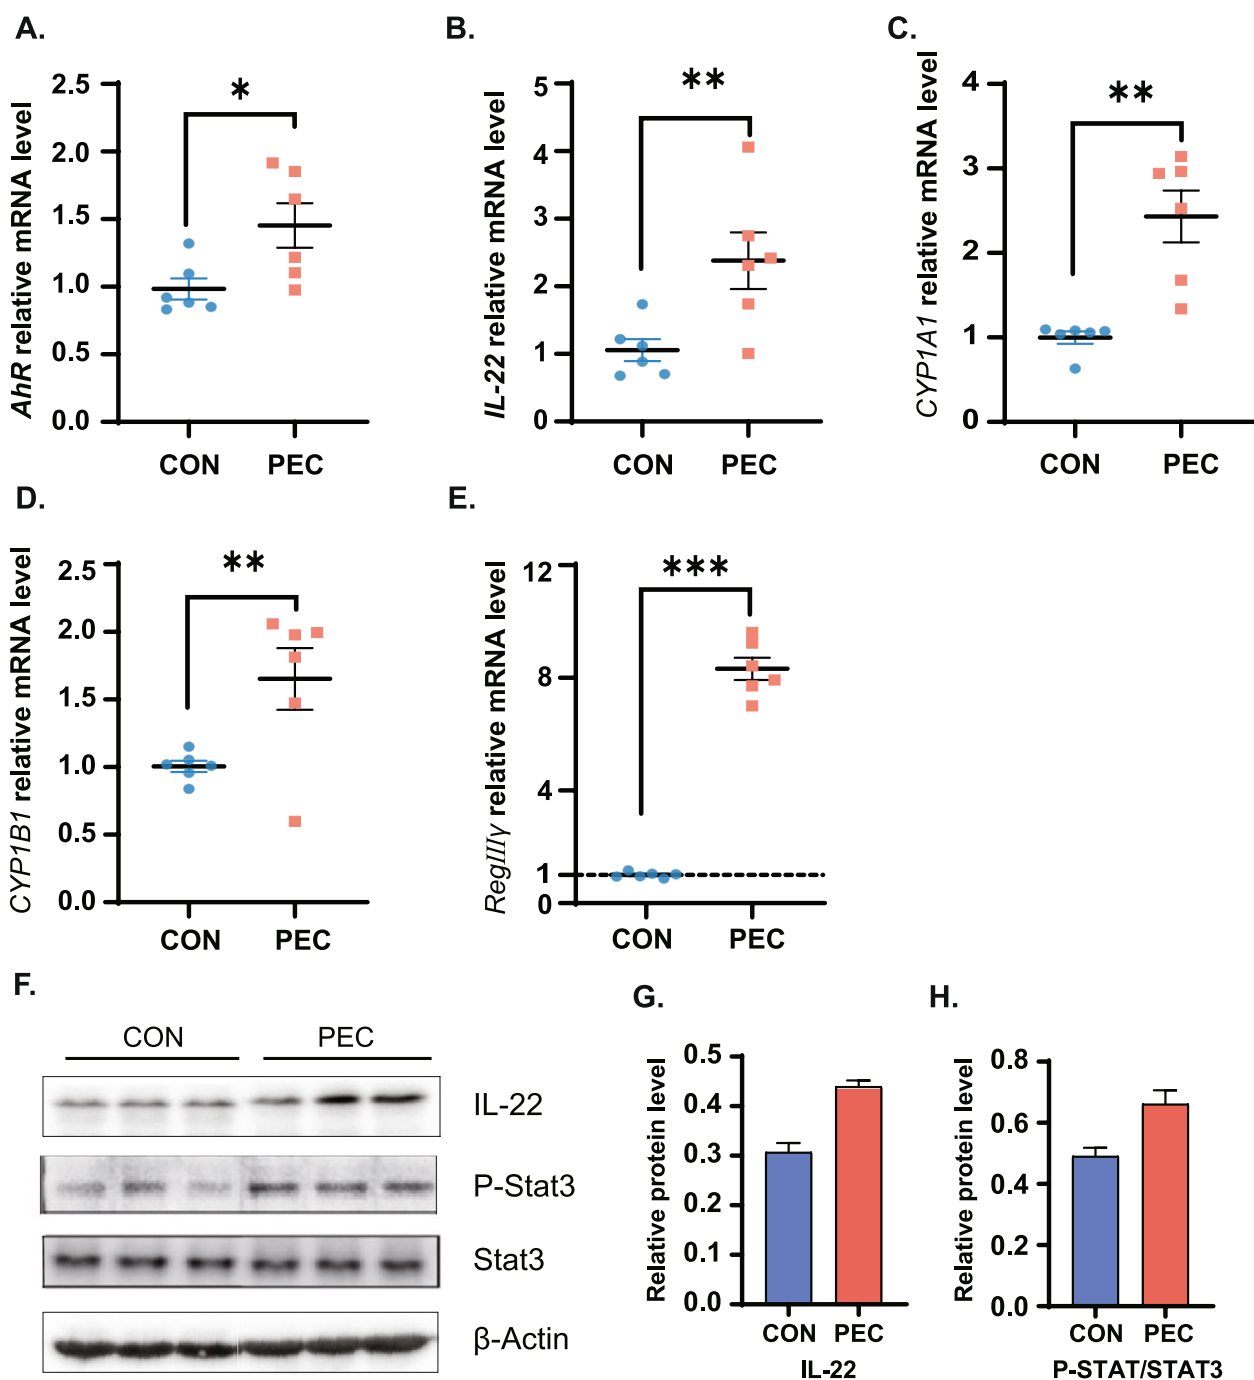 A.
AhR relative mRNA level
2.5
2.0
1.5
1.0
0.5
0.0
*
CON PEC
B.
IL-22 relative mRNA level
5
4
3
2
1
0
**
CON PEC
C.
CYP1A1 relative mRNA level
4
3
2
1
0
**
CON PEC
D.
CYP1B1 relative mRNA level
2.5
2.0
1.5
1.0
0.5
0.0
**
CON PEC
E.
RegIIIγ relative mRNA level
12
8
4
1
0
***
CON PEC
F.
CON PEC
IL-22
P-Stat3
Stat3
β-Actin
G.
Relative protein level
0.5
0.4
0.3
0.2
0.1
0.0
CON PEC
IL-22
H.
Relative protein level
0.8
0.6
0.4
0.2
0.0
CON PEC
P-STAT/STAT3